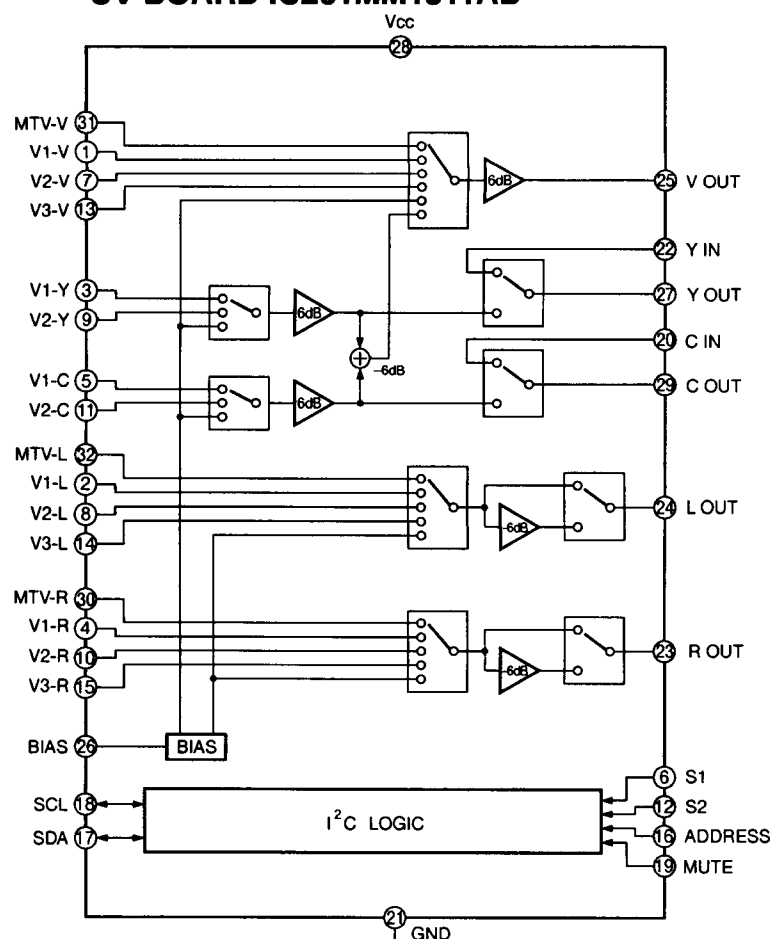 BOARD
Vcc
28
MTV-V 31
V1-V 1
V2-V 7
V3-V 13
6dB
25 V OUT
22 Y IN
V1-Y 3
V2-Y 9
6dB
27 Y OUT
20 C IN
–6dB
V1-C 5
V2-C 11
6dB
29 C OUT
MTV-L 32
V1-L 2
V2-L 8
V3-L 14
-6dB
24 L OUT
MTV-R 30
V1-R 4
V2-R 10
V3-R 15
-6dB
23 R OUT
BIAS 26
BIAS
SCL 18
SDA 17
I²C LOGIC
6 S1
12 S2
16 ADDRESS
19 MUTE
21
GND